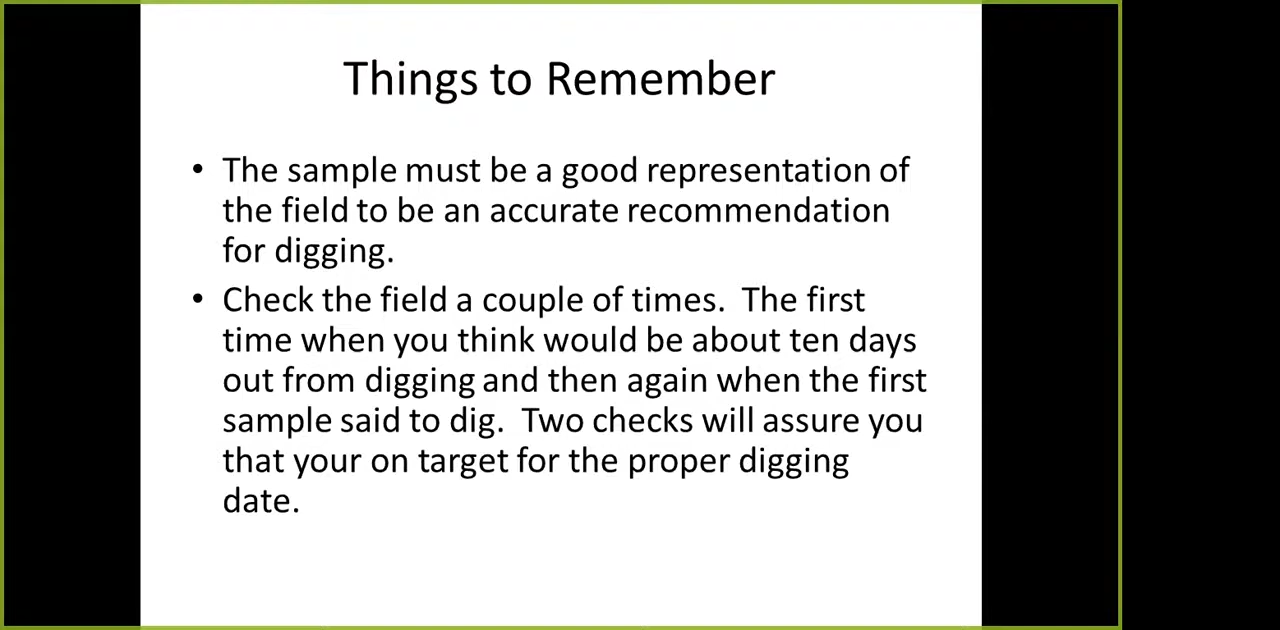 Things to Remember
• The sample must be a good representation of
the field to be an accurate recommendation
for digging.
• Check the field a couple of times.  The first
time when you think would be about ten days
out from digging and then again when the first
sample said to dig.  Two checks will assure you
that your on target for the proper digging
date.